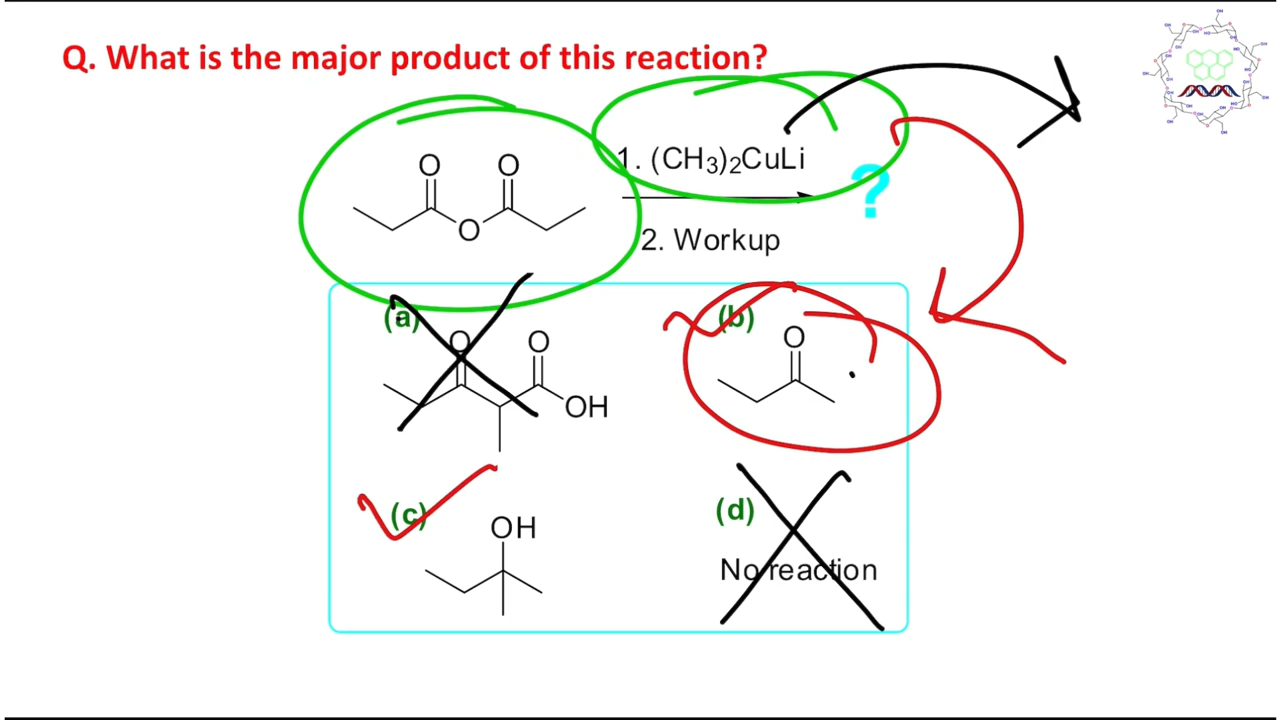 Q. What is the major product of this reaction?
O O
1. (CH₃)₂CuLi
O
?
2. Workup
(a) (b)
O O O
OH
(c) (d)
OH
No reaction